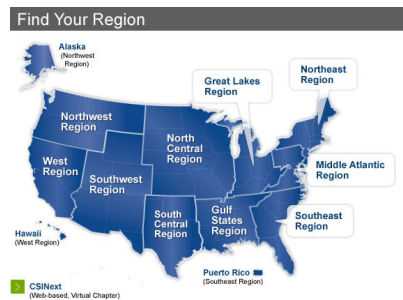 Find Your Region
Alaska
(Northwest
Region)
Great Lakes
Region
Northeast
Region
Northwest
Region
North
Central
Region
West
Region
Southwest
Region
Middle Atlantic
Region
South
Central
Region
Gulf
States
Region
Southeast
Region
Hawaii
(West Region)
Puerto Rico
(Southeast Region)
CSINext
(Web-based, Virtual Chapter)